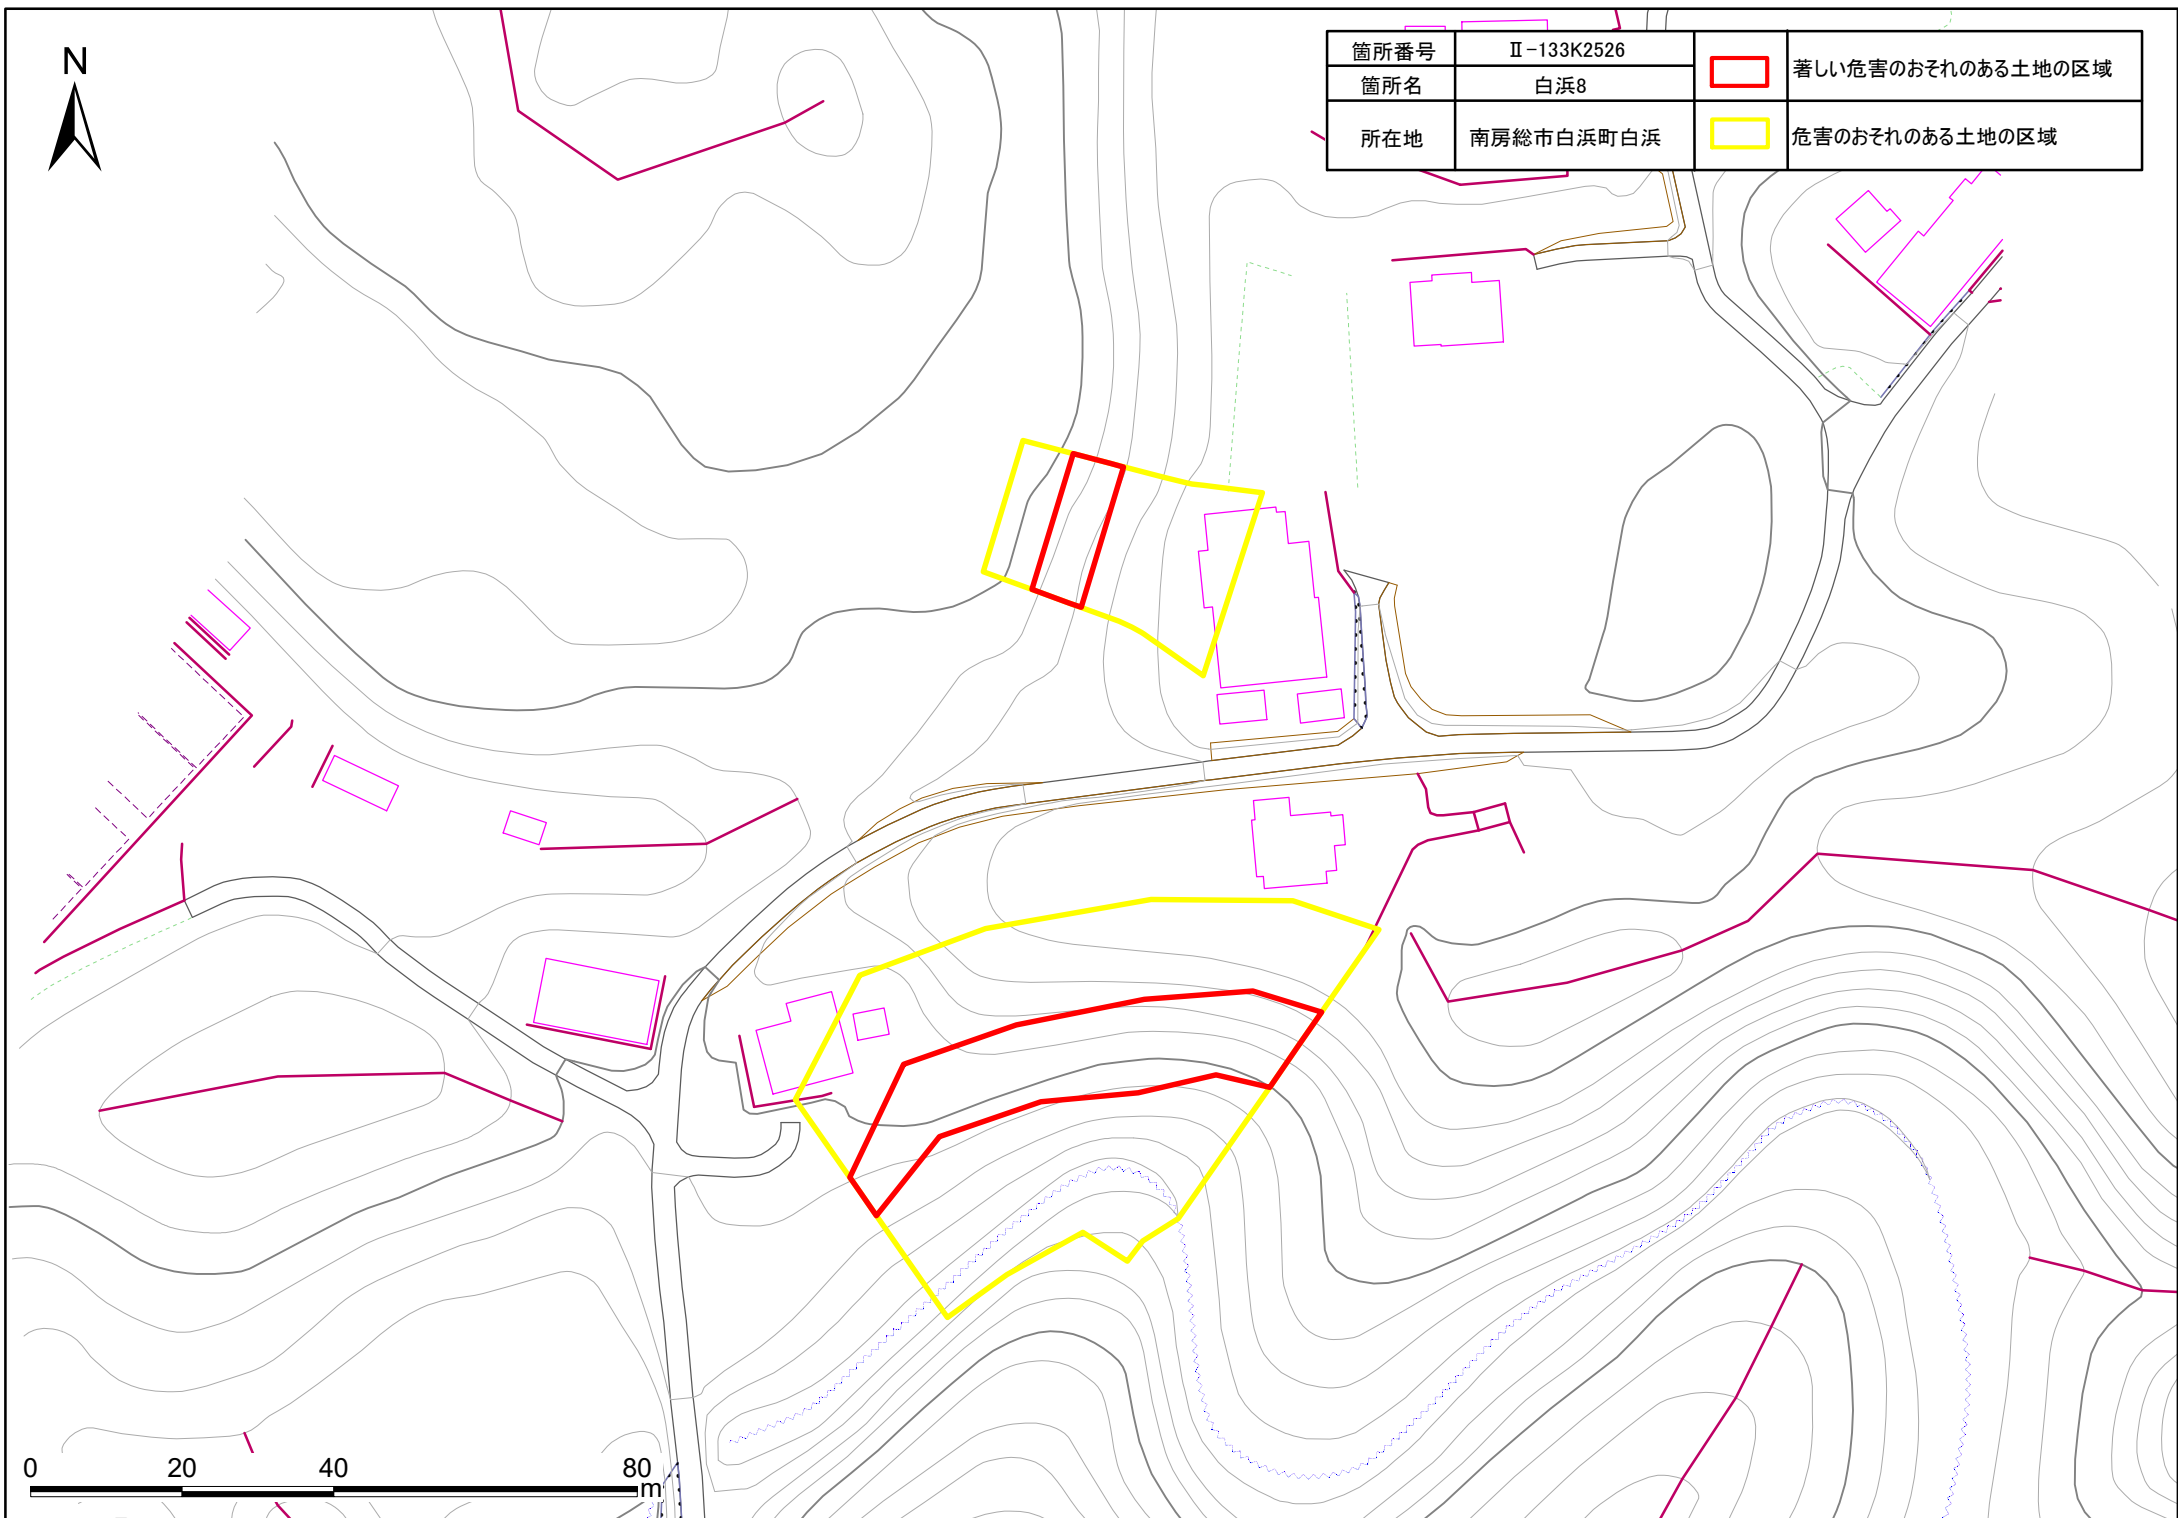 N
箇所番号 Ⅱ-133K2526 著しい危害のおそれのある土地の区域
箇所名 白浜8
所在地 南房総市白浜町白浜 危害のおそれのある土地の区域
0 20 40 80
m